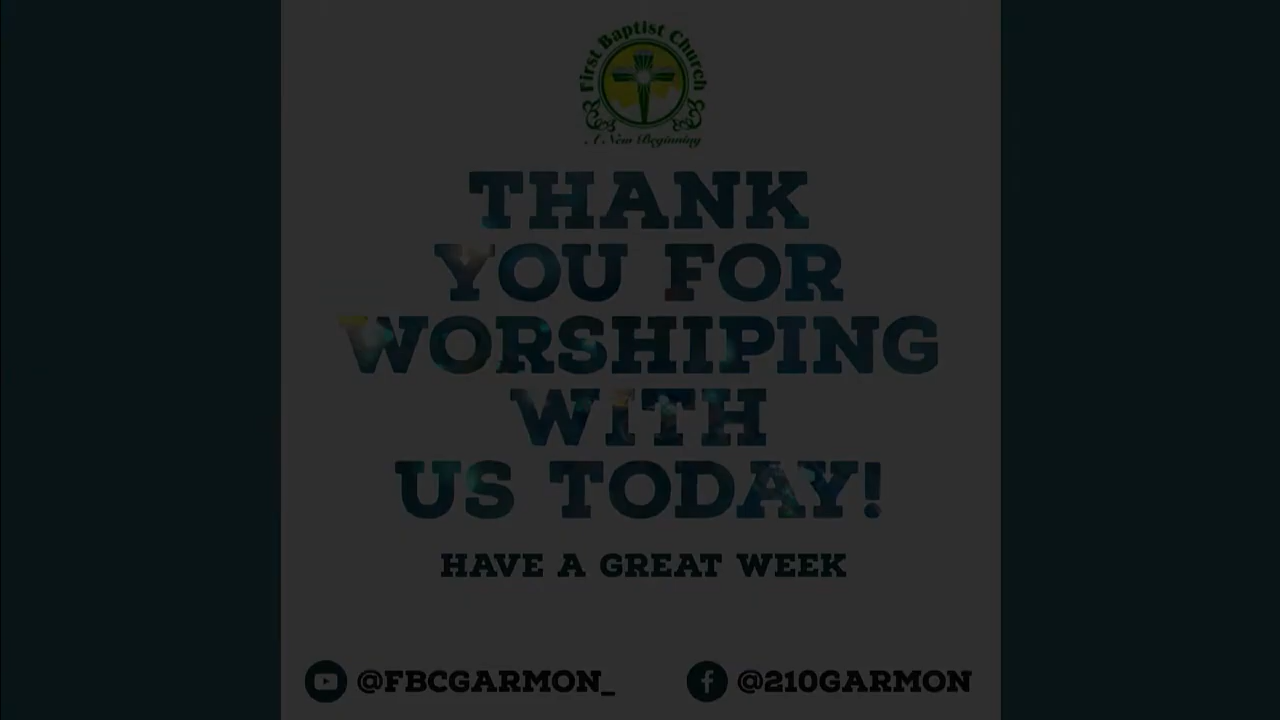 First Baptist Church
A New Beginning
THANK
YOU FOR
WORSHIPING
WITH
US TODAY!
HAVE A GREAT WEEK
@FBCGARMON_
@210GARMON